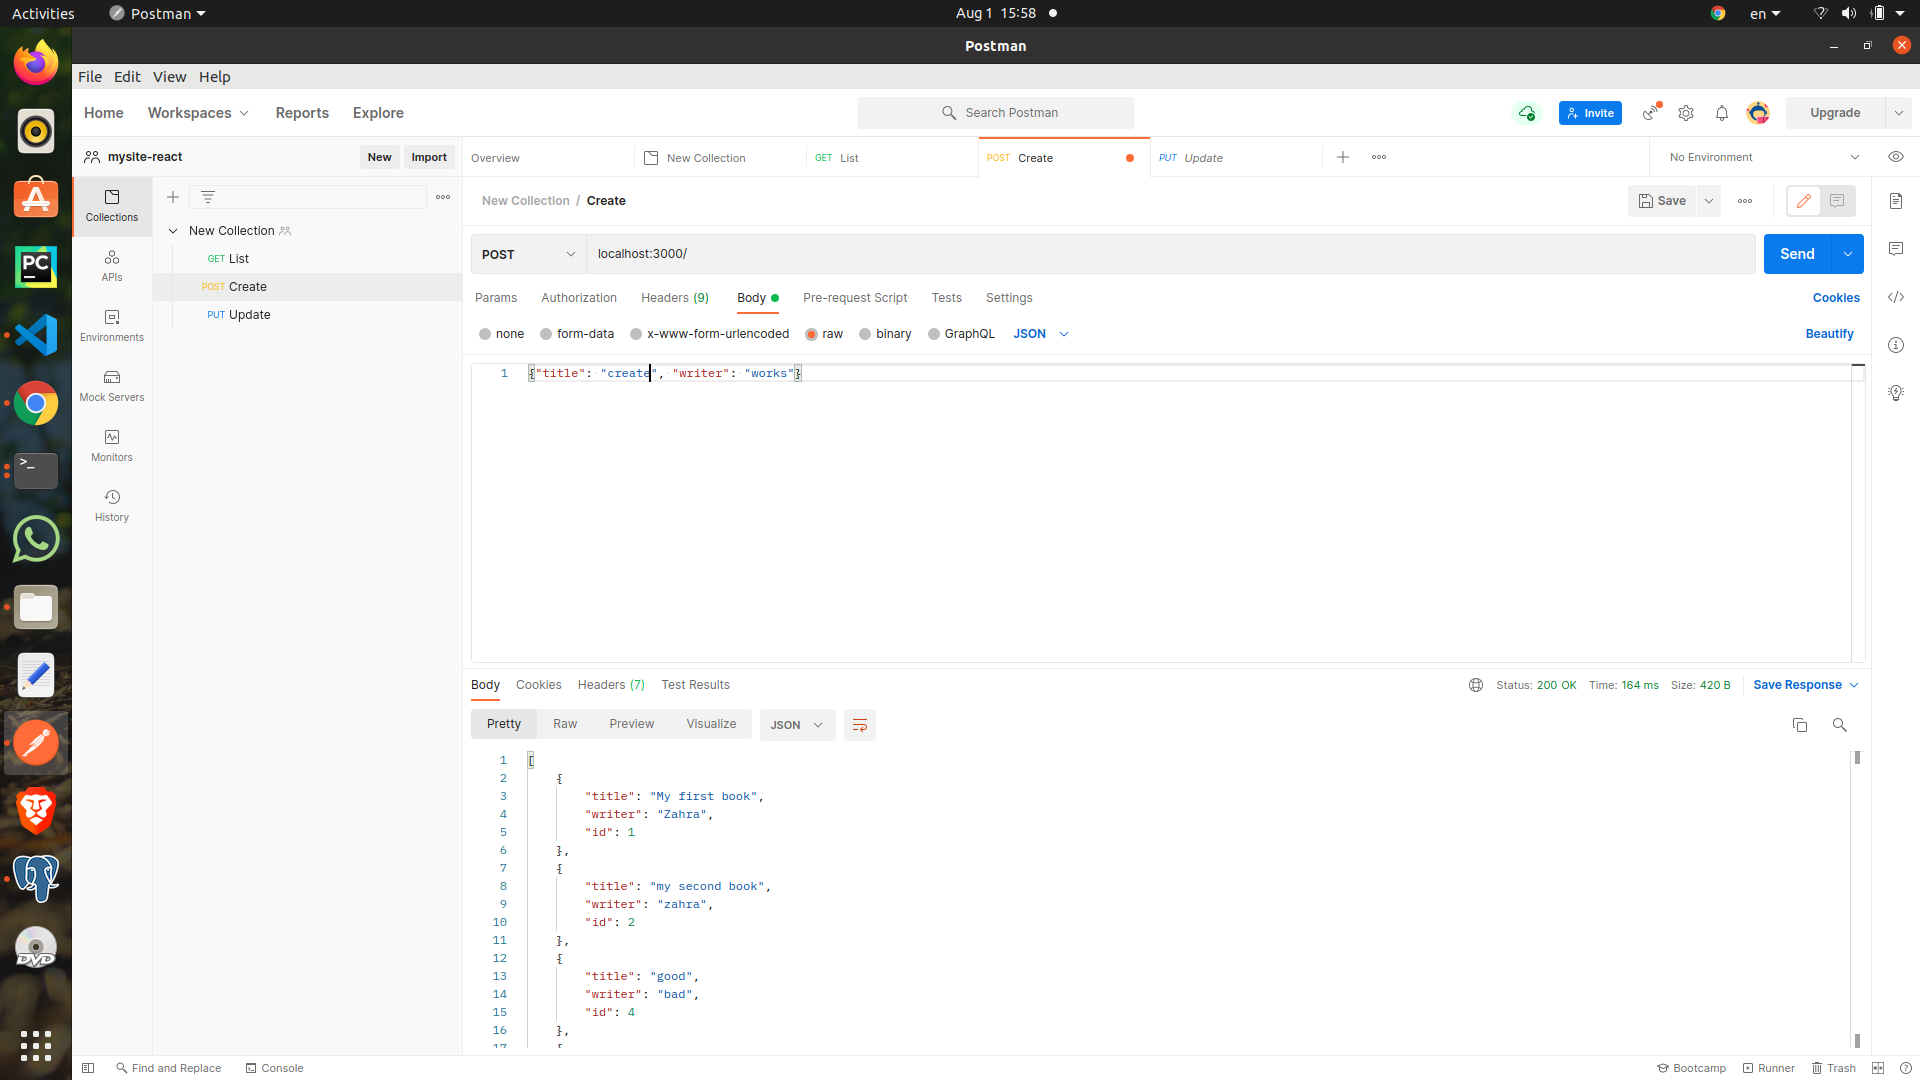 Activities
Postman
Aug 1 15:58
en
Postman
File Edit View Help
Home Workspaces Reports Explore
Search Postman
Invite
Upgrade
mysite-react
New
Import
Overview
New Collection
GET List
POST Create
PUT Update
No Environment
Collections
APIs
Environments
Mock Servers
Monitors
History
New Collection
GET List
POST Create
PUT Update
New Collection / Create
Save
POST
localhost:3000/
Send
Params Authorization Headers (9) Body Pre-request Script Tests Settings
Cookies
none form-data x-www-form-urlencoded raw binary GraphQL JSON
Beautify
1 {"title": "create", "writer": "works"}
Body Cookies Headers (7) Test Results
Status: 200 OK Time: 164 ms Size: 420 B
Save Response
Pretty Raw Preview Visualize JSON
1 [
2 {
3 "title": "My first book",
4 "writer": "Zahra",
5 "id": 1
6 },
7 {
8 "title": "my second book",
9 "writer": "zahra",
10 "id": 2
11 },
12 {
13 "title": "good",
14 "writer": "bad",
15 "id": 4
16 },
17 {
Find and Replace
Console
Bootcamp
Runner
Trash
PC
DVD